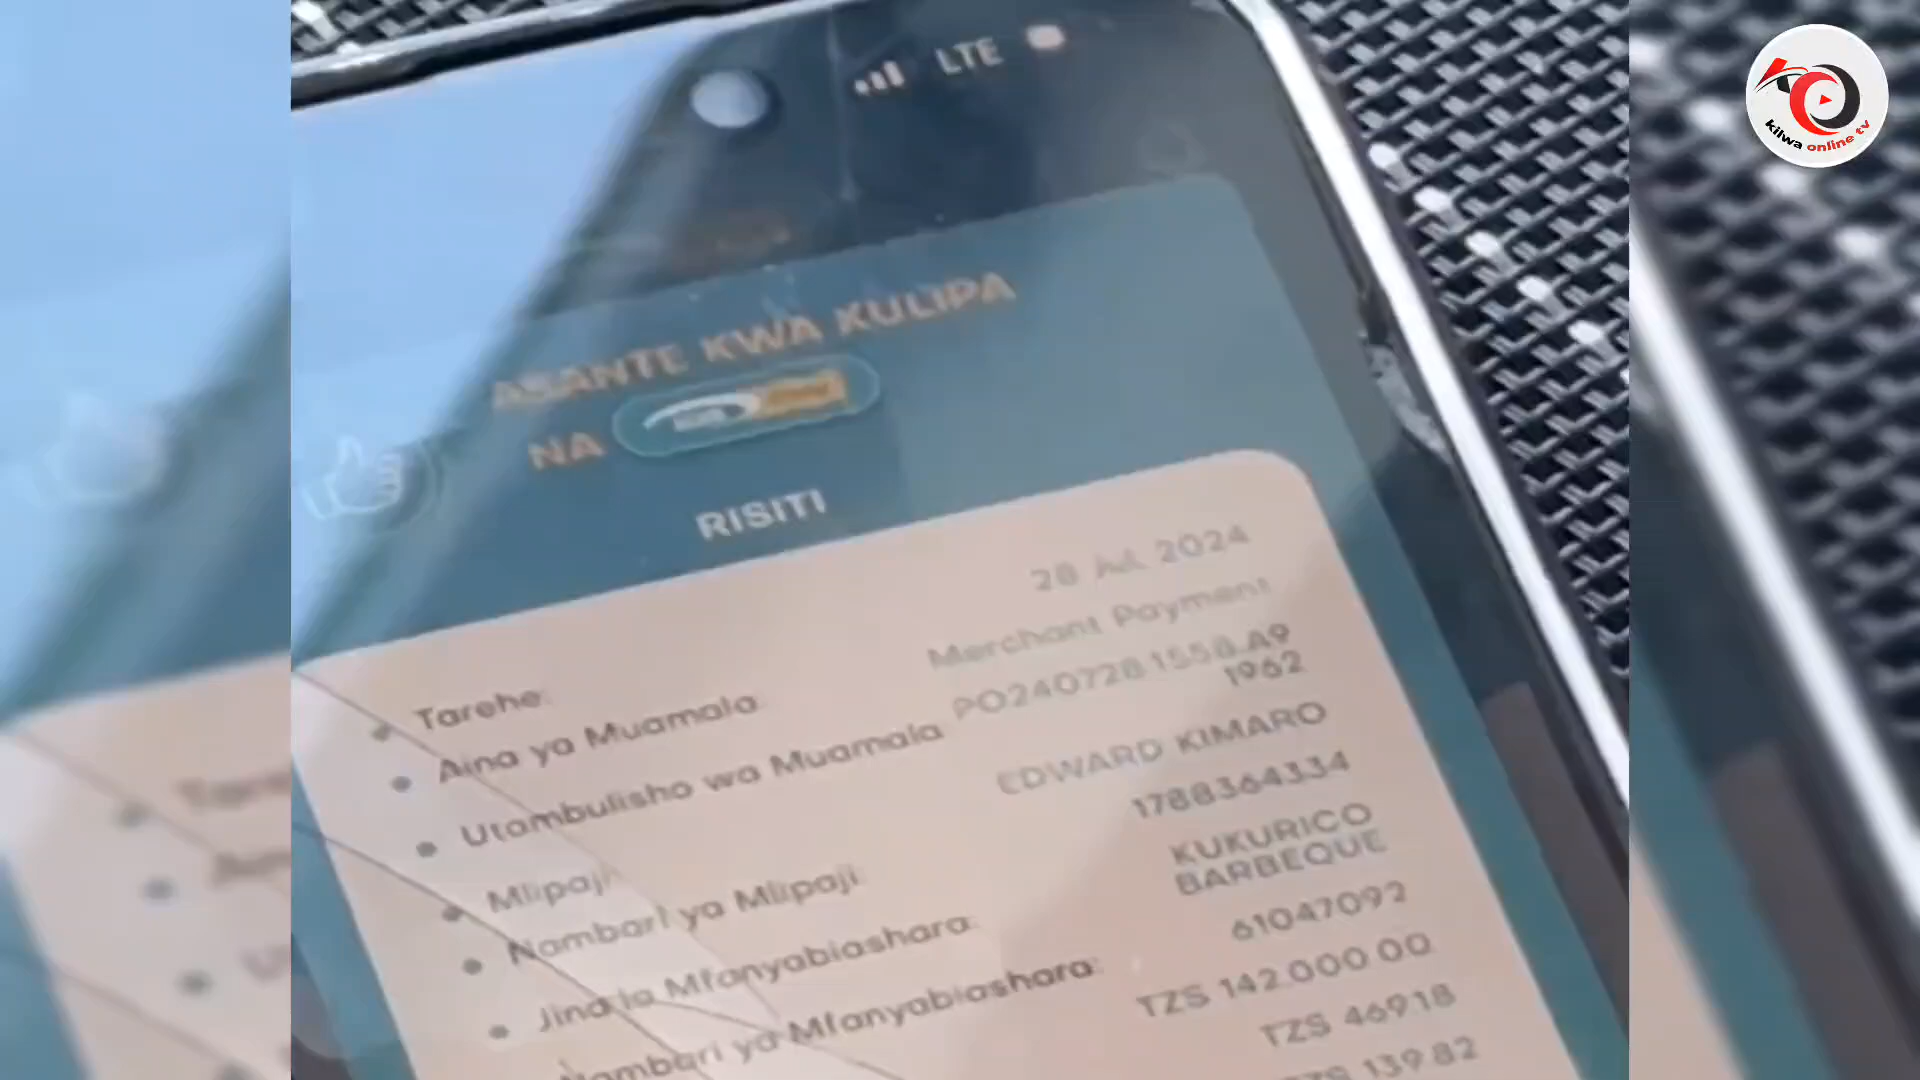 kilwa online tv
LTE
ASANTE KWA KULIPA
NA
RISITI
Tarehe: 28 Jul, 2024
Aina ya Muamala: Merchant Payment
Utambulisho wa Muamala: PO240728.1558.A9
1962
Mlipaji: EDWARD KIMARO
Nambari ya Mlipaji: 1788364334
Jina la Mfanyabiashara: KUKURICO
BARBEQUE
Nambari ya Mfanyabiashara: 61047092
TZS 142.000 00
TZS 469.18
139.82